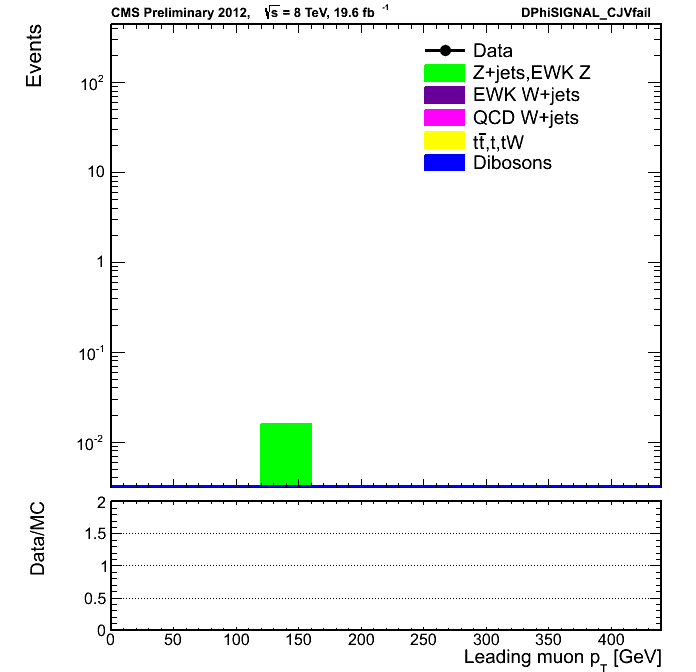 CMS Preliminary 2012, √s = 8 TeV, 19.6 fb⁻¹ DPhiSIGNAL_CJVfail
Events
Data
Z+jets,EWK Z
EWK W+jets
QCD W+jets
tt̅,t,tW
Dibosons
10²
10
1
10⁻¹
10⁻²
Data/MC
2
1.5
1
0.5
0
0 50 100 150 200 250 300 350 400
Leading muon p_T [GeV]